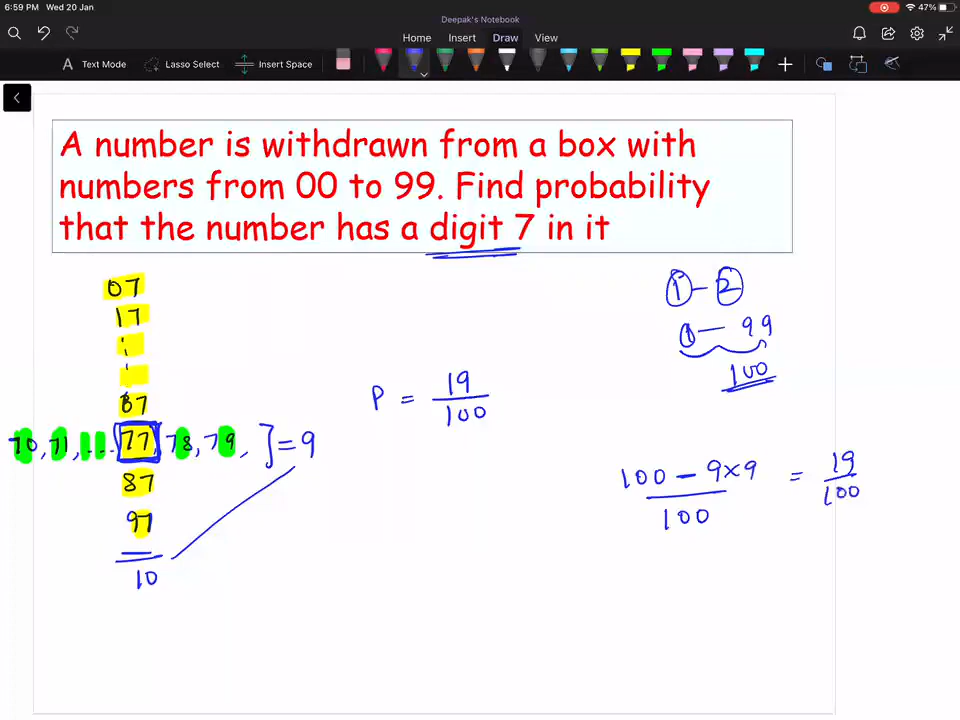 6:59 PM Wed 20 Jan
47%
Deepak's Notebook
Home Insert Draw View
A Text Mode Lasso Select Insert Space
A number is withdrawn from a box with
numbers from 00 to 99. Find probability
that the number has a digit 7 in it
07
17
67
70, 71, ... 77, 78, 79, ] = 9
87
97
10
P = 19/100
1 — 2
0 — 99
100
(100 - 9×9)/100 = 19/100